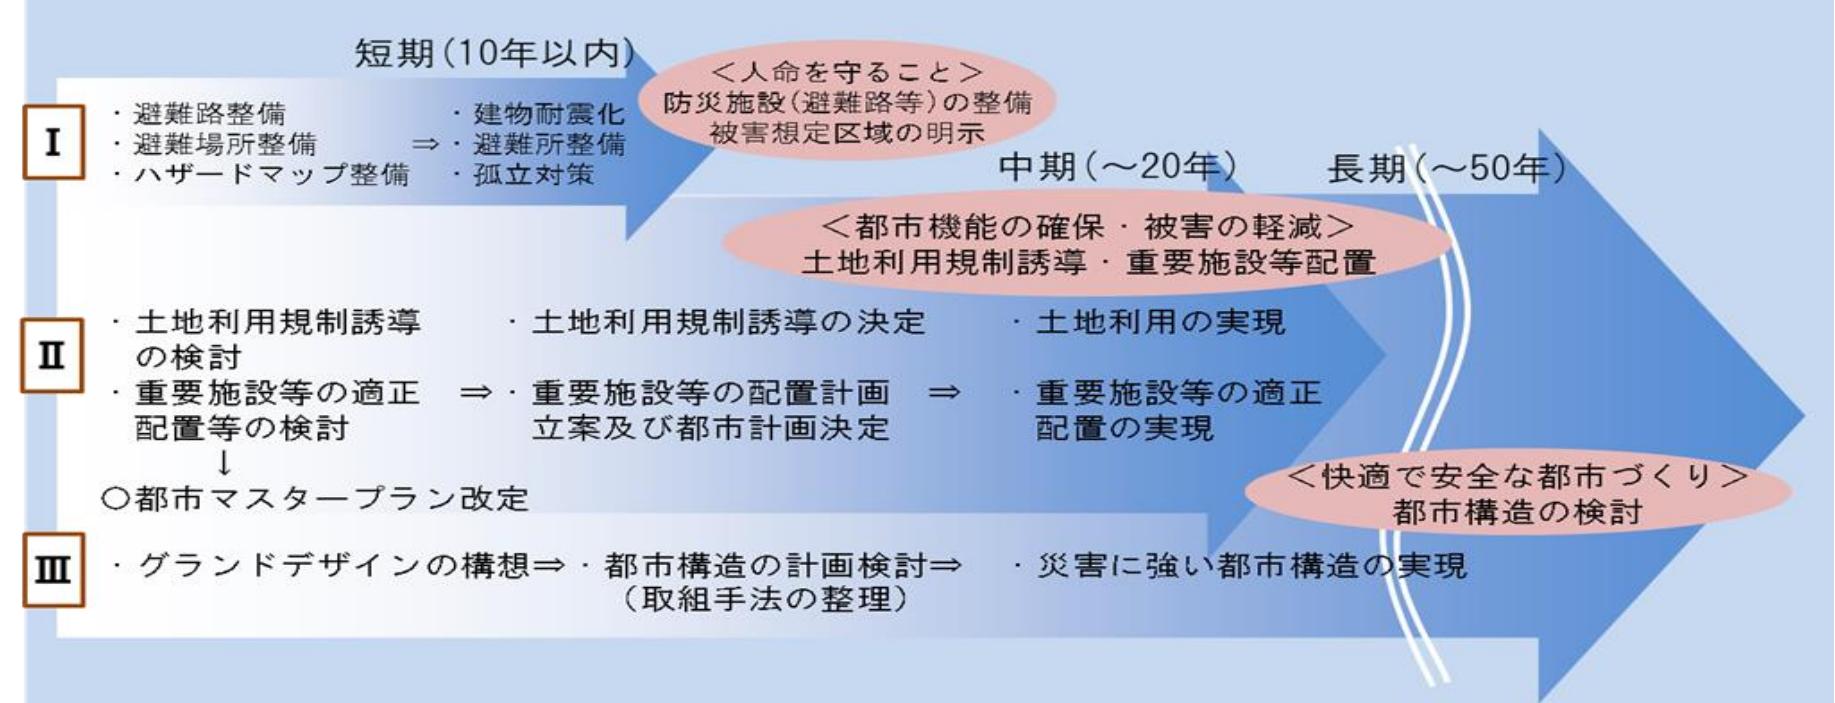 短期(10年以内)
＜人命を守ること＞
防災施設(避難路等)の整備
被害想定区域の明示
Ⅰ
・避難路整備
・避難場所整備 ⇒
・ハザードマップ整備
・建物耐震化
・避難所整備
・孤立対策
中期(～20年)
長期(～50年)
＜都市機能の確保・被害の軽減＞
土地利用規制誘導・重要施設等配置
Ⅱ
・土地利用規制誘導
の検討
・重要施設等の適正 ⇒
配置等の検討
↓
○都市マスタープラン改定
・土地利用規制誘導の決定
・重要施設等の配置計画 ⇒
立案及び都市計画決定
・土地利用の実現
・重要施設等の適正
配置の実現
＜快適で安全な都市づくり＞
都市構造の検討
Ⅲ
・グランドデザインの構想⇒・都市構造の計画検討⇒ ・災害に強い都市構造の実現
（取組手法の整理）